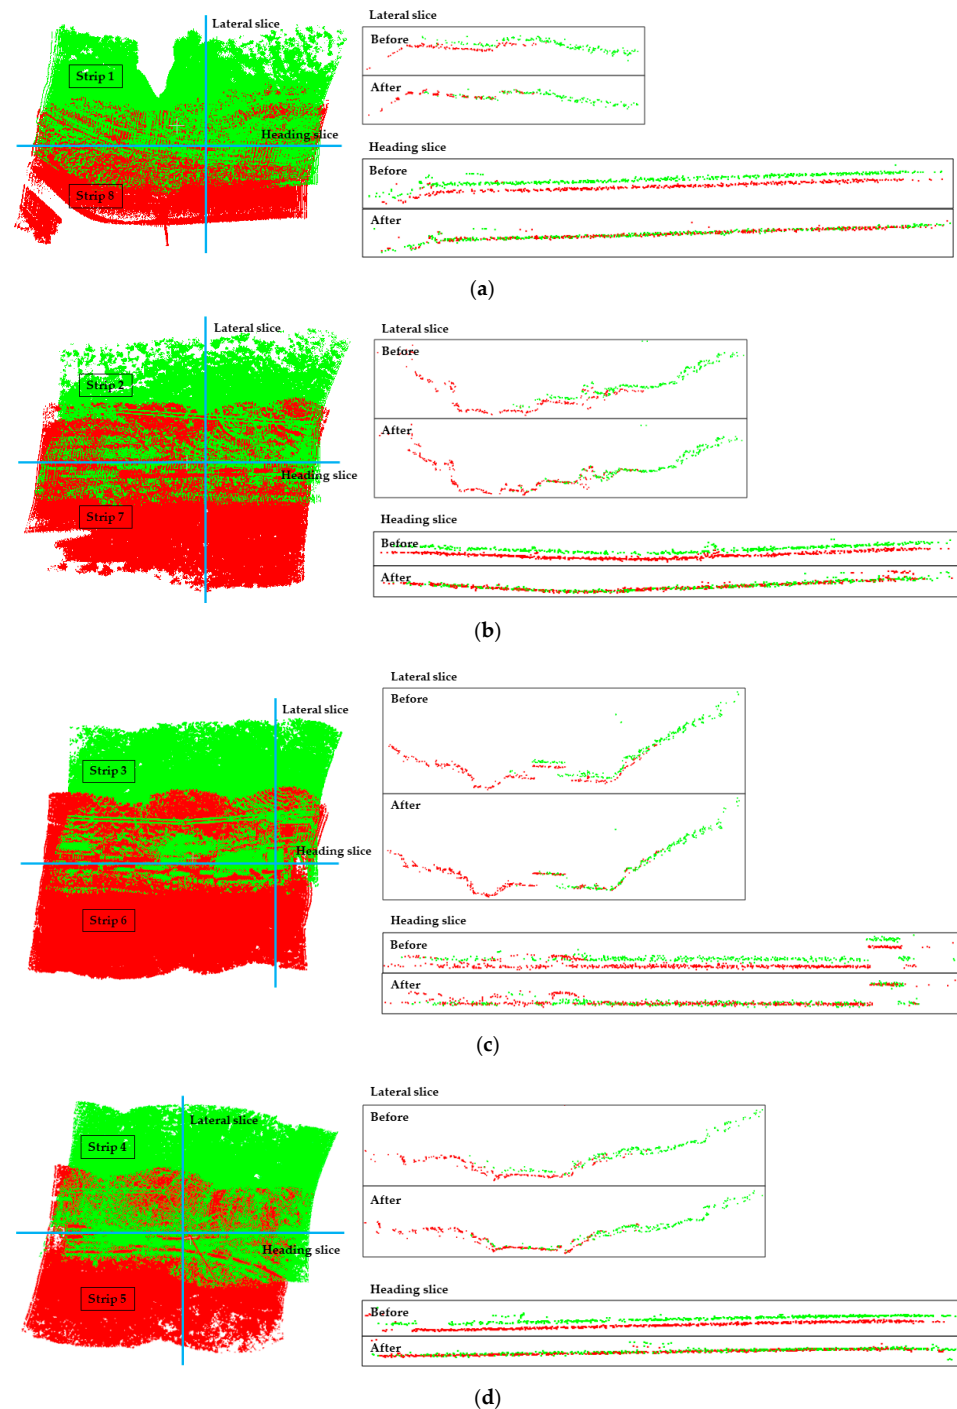 Lateral slice
Strip 1
Heading slice
Strip 8
Lateral slice
Before
After
Heading slice
Before
After
(a)
Lateral slice
Strip 2
Heading slice
Strip 7
Lateral slice
Before
After
Heading slice
Before
After
(b)
Lateral slice
Strip 3
Heading slice
Strip 6
Lateral slice
Before
After
Heading slice
Before
After
(c)
Lateral slice
Strip 4
Heading slice
Strip 5
Lateral slice
Before
After
Heading slice
Before
After
(d)